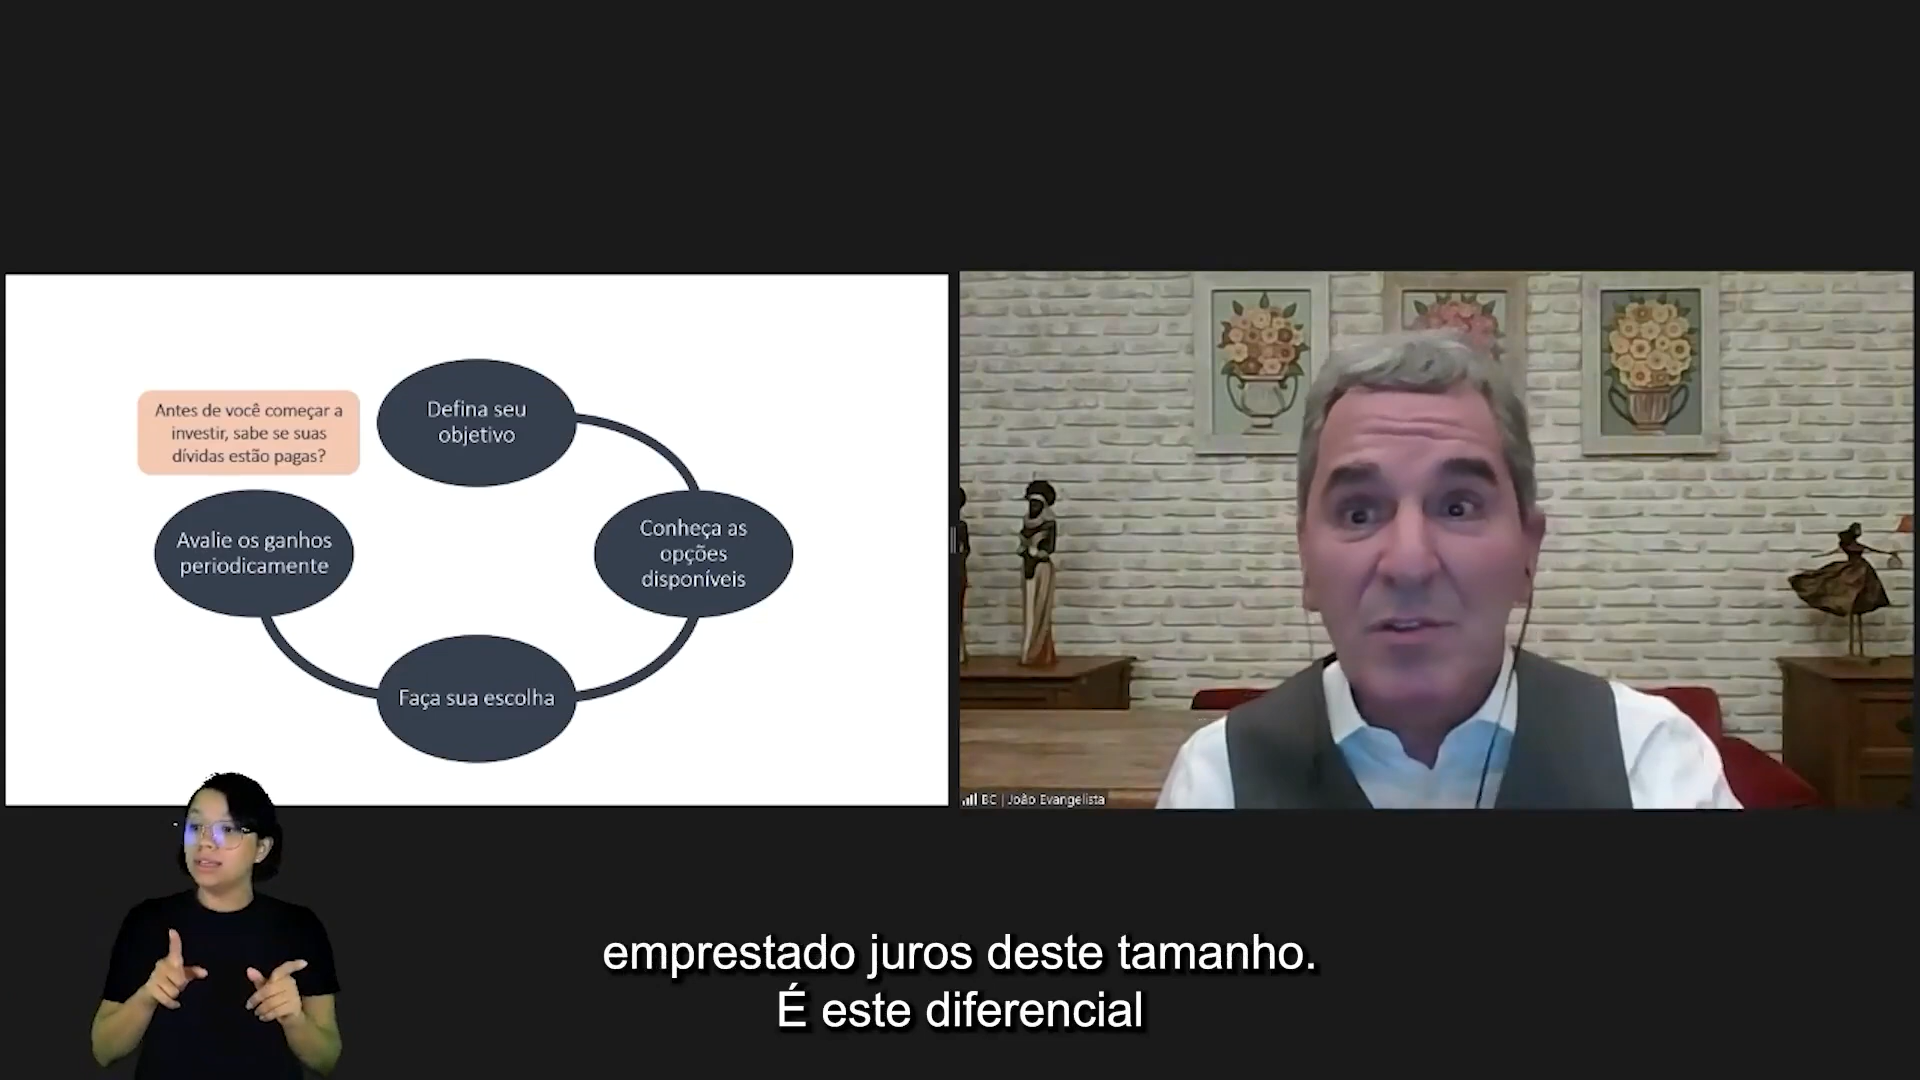 Antes de você começar a
investir, sabe se suas
dívidas estão pagas?
Defina seu
objetivo
Conheça as
opções
disponíveis
Faça sua escolha
Avalie os ganhos
periodicamente
BC | João Evangelista
emprestado juros deste tamanho.
É este diferencial